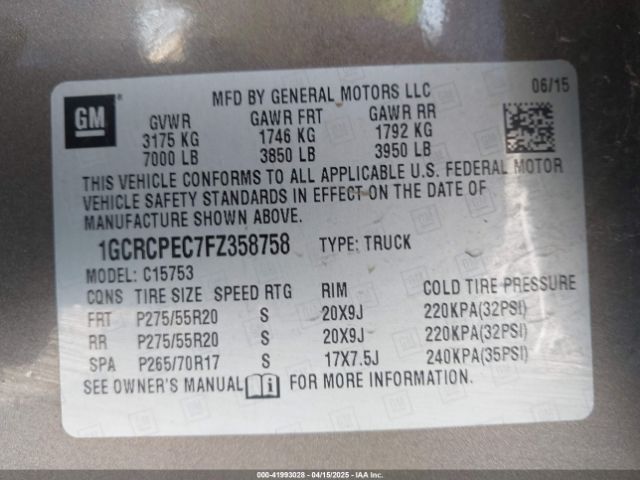 GM
MFD BY GENERAL MOTORS LLC
06/15
GVWR GAWR FRT GAWR RR
3175 KG 1746 KG 1792 KG
7000 LB 3850 LB 3950 LB
THIS VEHICLE CONFORMS TO ALL APPLICABLE U.S. FEDERAL MOTOR
VEHICLE SAFETY STANDARDS IN EFFECT ON THE DATE OF
MANUFACTURE SHOWN ABOVE.
1GCRCPEC7FZ358758 TYPE: TRUCK
MODEL: C15753
CQNS TIRE SIZE SPEED RTG RIM COLD TIRE PRESSURE
FRT P275/55R20 S 20X9J 220KPA(32PSI)
RR P275/55R20 S 20X9J 220KPA(32PSI)
SPA P265/70R17 S 17X7.5J 240KPA(35PSI)
SEE OWNER'S MANUAL FOR MORE INFORMATION.
000-41993028 - 04/15/2025 - IAA Inc.